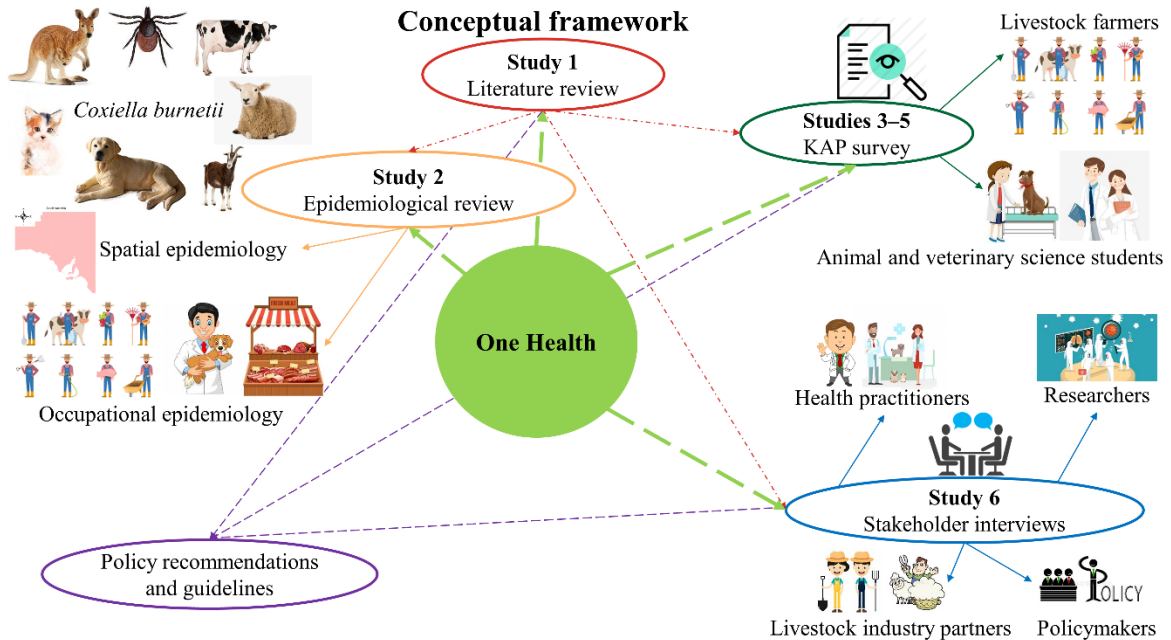 Conceptual framework
Study 1
Literature review
Livestock farmers
Coxiella burnetii
Studies 3–5
KAP survey
Study 2
Epidemiological review
Spatial epidemiology
Animal and veterinary science students
FRESH MEAT
One Health
Occupational epidemiology
Health practitioners
Researchers
Study 6
Stakeholder interviews
Policy recommendations
and guidelines
POLICY
Livestock industry partners
Policymakers